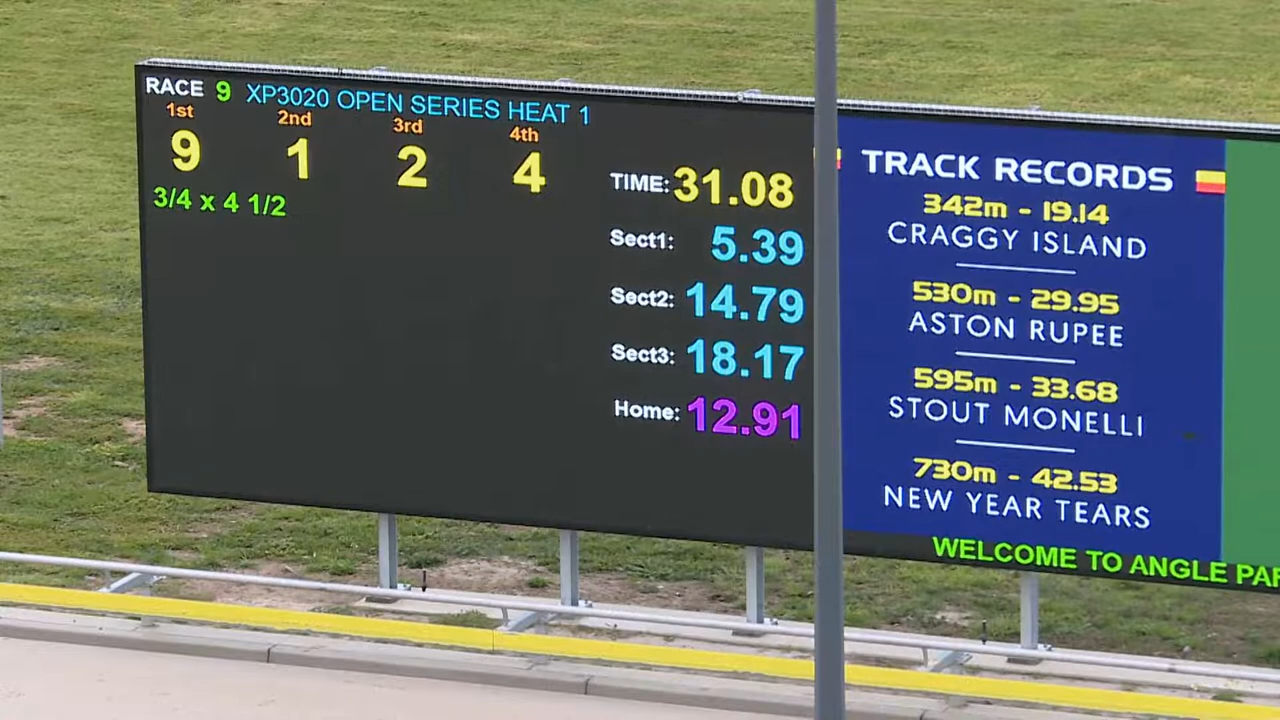 RACE 9 XP3020 OPEN SERIES HEAT 1
1st 2nd 3rd 4th
9 1 2 4
3/4 x 4 1/2
TIME: 31.08
Sect1: 5.39
Sect2: 14.79
Sect3: 18.17
Home: 12.91
TRACK RECORDS
342m - 19.14
CRAGGY ISLAND
530m - 29.95
ASTON RUPEE
595m - 33.68
STOUT MONELLI
730m - 42.53
NEW YEAR TEARS
WELCOME TO ANGLE PAR